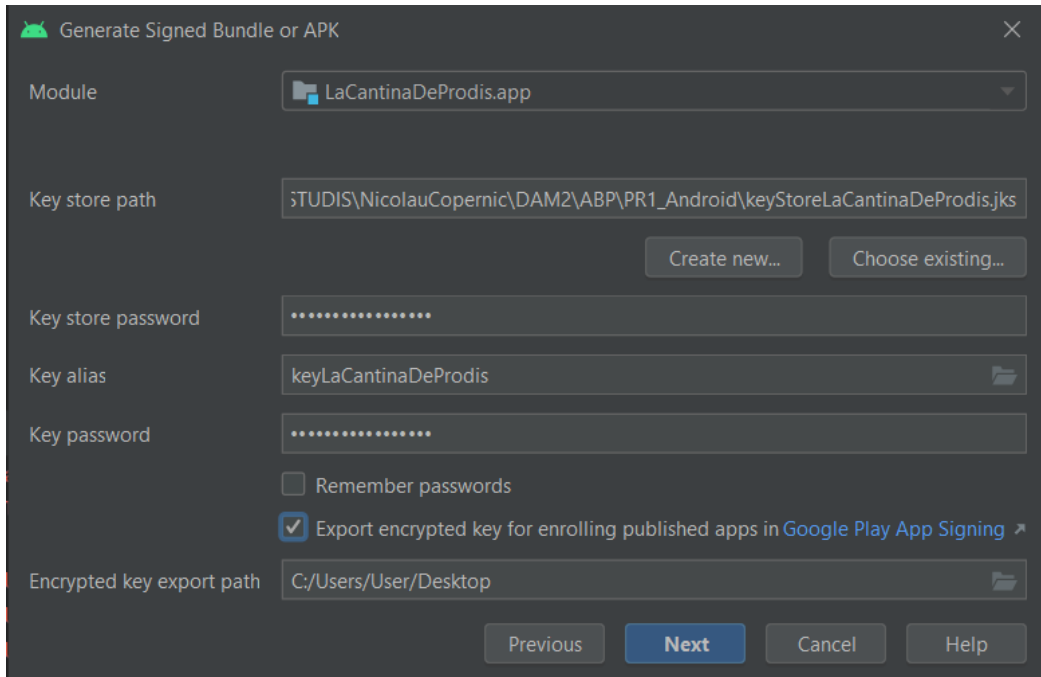 Generate Signed Bundle or APK
Module LaCantinaDeProdis.app
Key store path STUDIS\NicolauCopernic\DAM2\ABP\PR1_Android\keyStoreLaCantinaDeProdis.jks
Create new... Choose existing...
Key store password •••••••••••••••••
Key alias keyLaCantinaDeProdis
Key password •••••••••••••••••
Remember passwords
Export encrypted key for enrolling published apps in Google Play App Signing ↗
Encrypted key export path C:/Users/User/Desktop
Previous Next Cancel Help